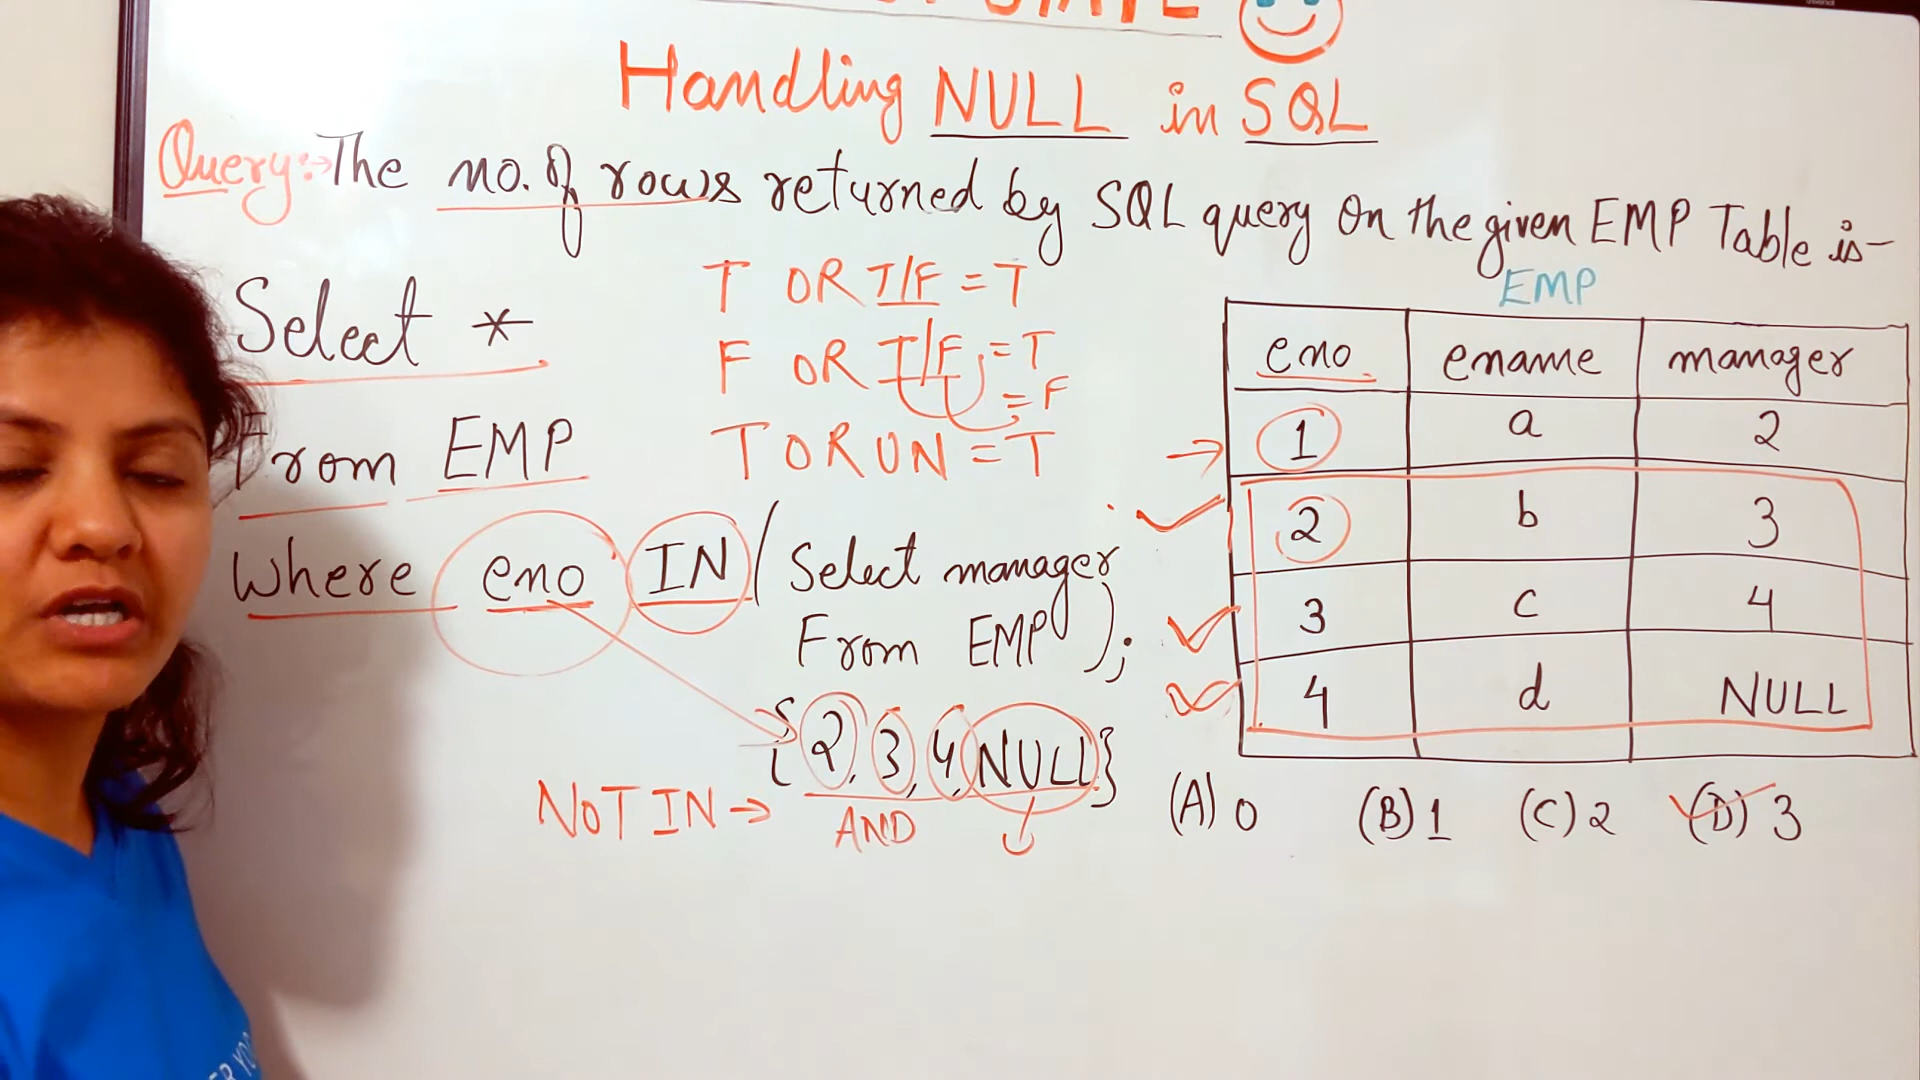 Handling NULL in SQL
Query:→ The no. of rows returned by SQL query on the given EMP Table is-
Select *
From EMP
Where eno IN (Select manager
From EMP);
{2, 3, 4, NULL}
NOT IN →
AND
T OR T/F = T
F OR T/F = T
= F
T OR UN = T
EMP
eno ename manager
1 a 2
2 b 3
3 c 4
4 d NULL
(A) 0 (B) 1 (C) 2 (D) 3